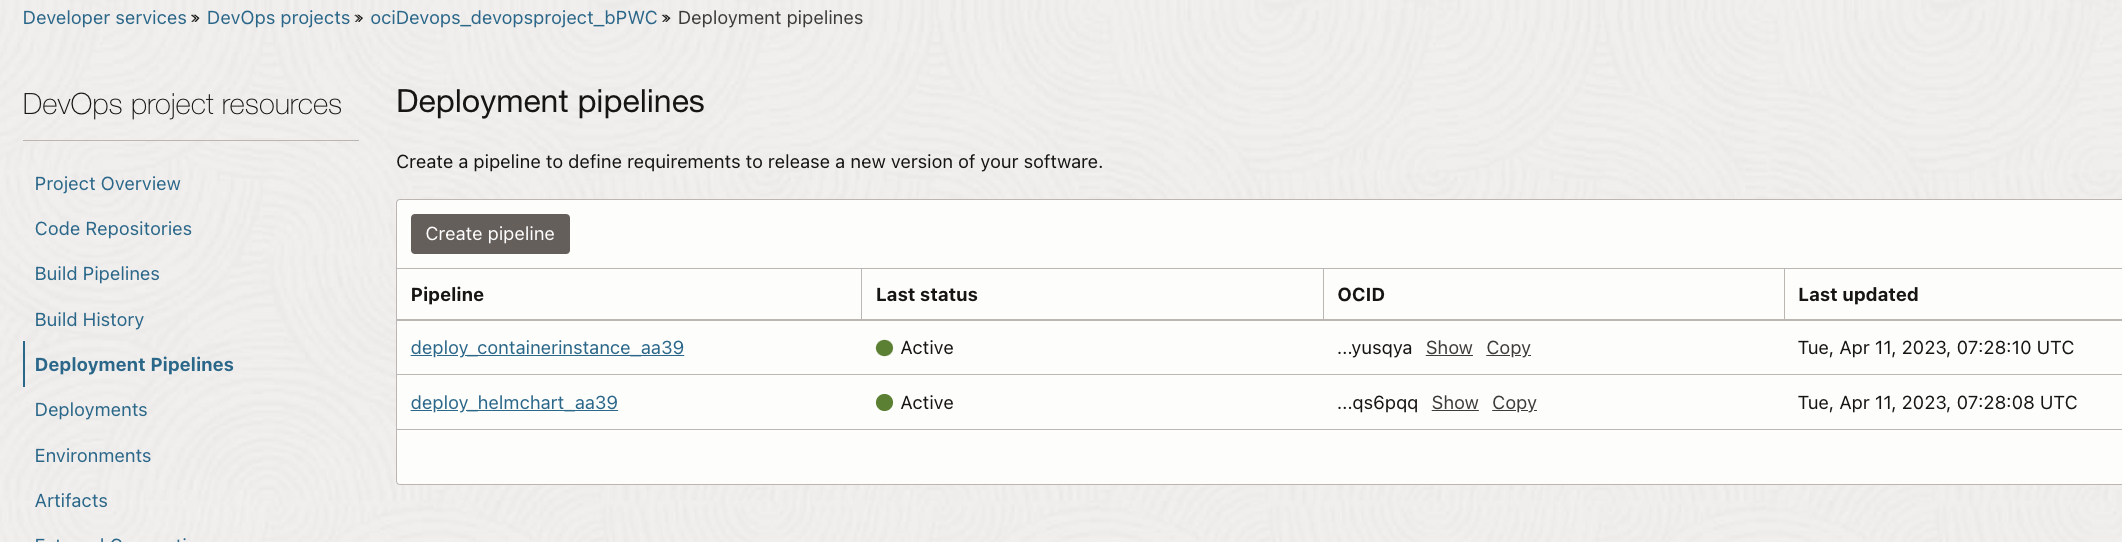 Developer services » DevOps projects » ociDevops_devopsproject_bPWC » Deployment pipelines
DevOps project resources
Project Overview
Code Repositories
Build Pipelines
Build History
Deployment Pipelines
Deployments
Environments
Artifacts
Deployment pipelines
Create a pipeline to define requirements to release a new version of your software.
Create pipeline
Pipeline Last status OCID Last updated
deploy_containerinstance_aa39 Active ...yusqya Show Copy Tue, Apr 11, 2023, 07:28:10 UTC
deploy_helmchart_aa39 Active ...qs6pqq Show Copy Tue, Apr 11, 2023, 07:28:08 UTC